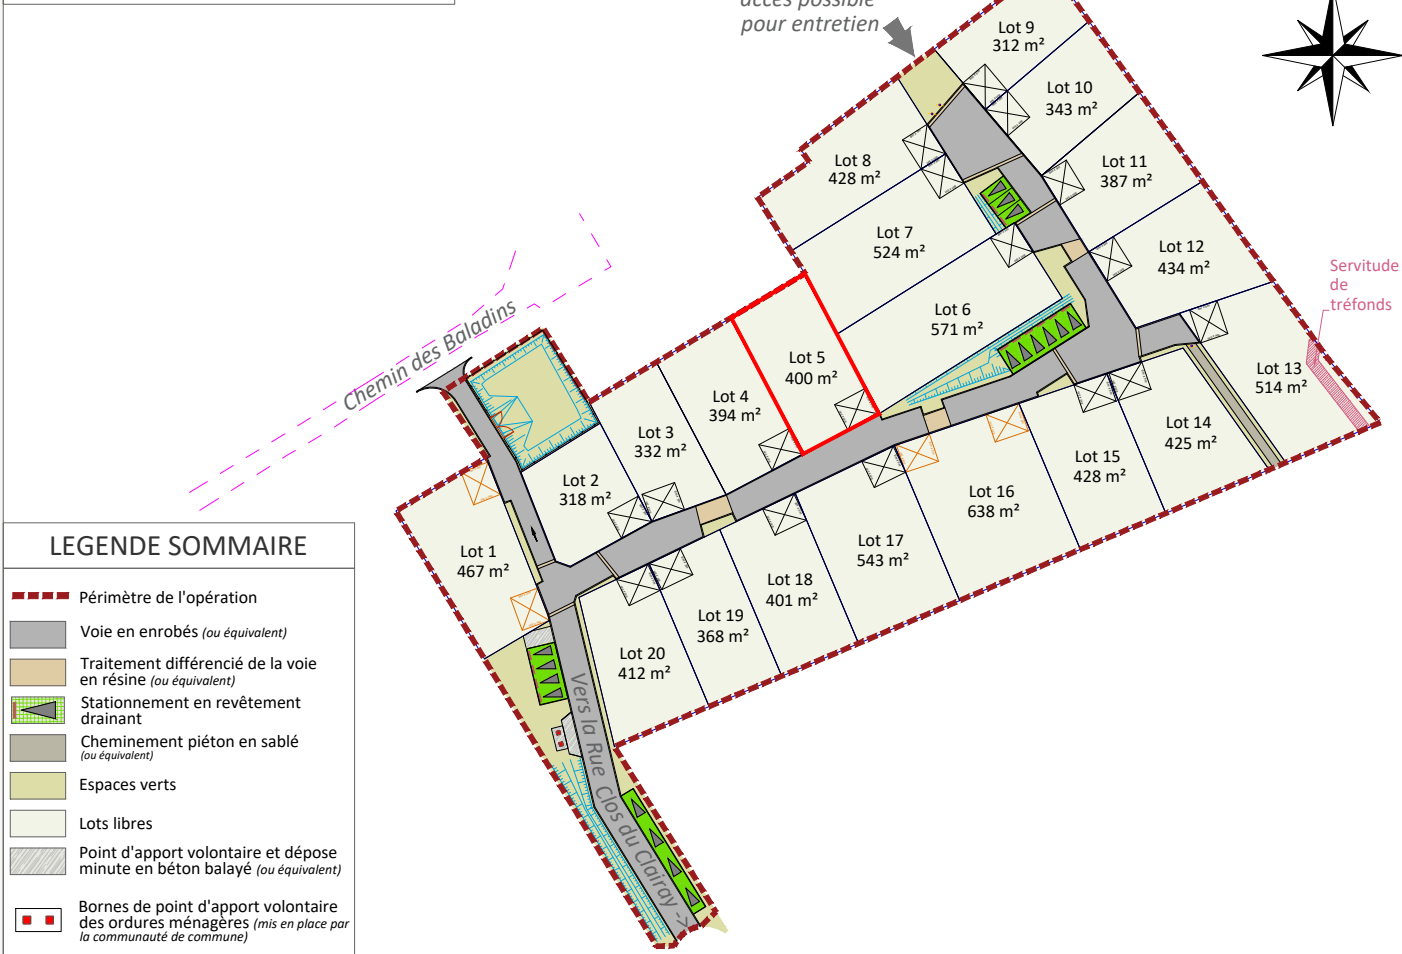 accès possible
pour entretien
Lot 9
312 m²
Lot 10
343 m²
Lot 8
428 m²
Lot 11
387 m²
Lot 7
524 m²
Lot 12
434 m²
Servitude
de
tréfonds
Lot 6
571 m²
Chemin des Baladins
Lot 5
400 m²
Lot 13
514 m²
Lot 4
394 m²
Lot 3
332 m²
Lot 14
425 m²
Lot 2
318 m²
Lot 15
428 m²
Lot 16
638 m²
Lot 1
467 m²
Lot 17
543 m²
Lot 18
401 m²
Lot 19
368 m²
Lot 20
412 m²
Vers la Rue Clos du Clairay ->
LEGENDE SOMMAIRE
Périmètre de l'opération
Voie en enrobés (ou équivalent)
Traitement différencié de la voie
en résine (ou équivalent)
Stationnement en revêtement
drainant
Cheminement piéton en sablé
(ou équivalent)
Espaces verts
Lots libres
Point d'apport volontaire et dépose
minute en béton balayé (ou équivalent)
Bornes de point d'apport volontaire
des ordures ménagères (mis en place par
la communauté de commune)